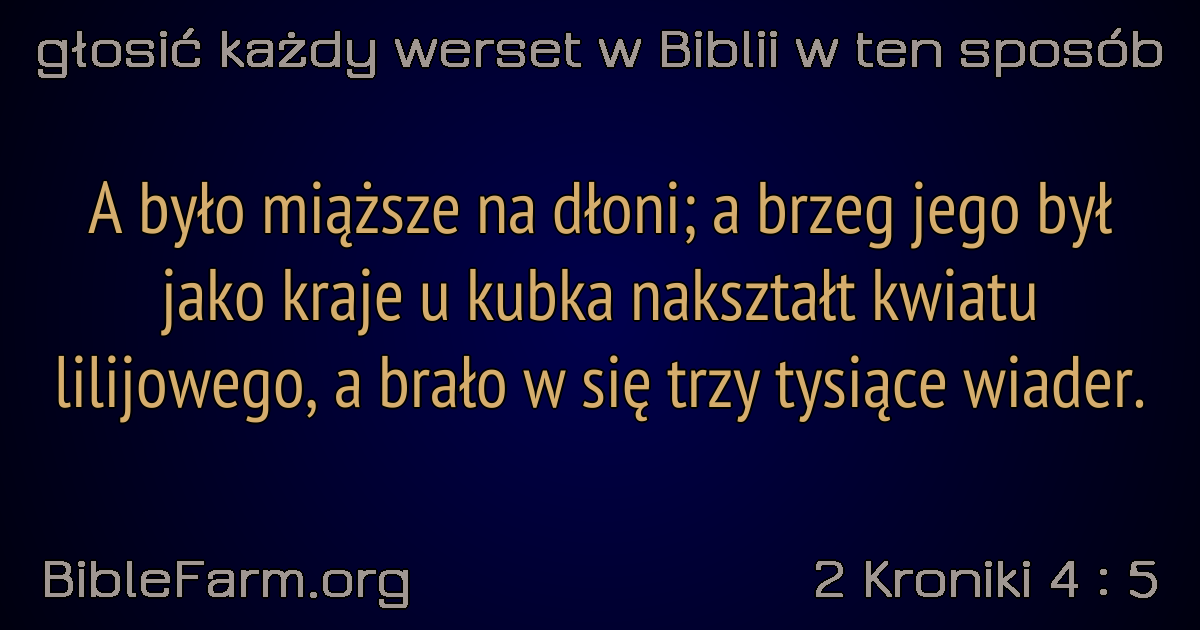 głosić każdy werset w Biblii w ten sposób
A było miąższe na dłoni; a brzeg jego był
jako kraje u kubka nakształt kwiatu
lilijowego, a brało w się trzy tysiące wiader.
BibleFarm.org
2 Kroniki 4 : 5